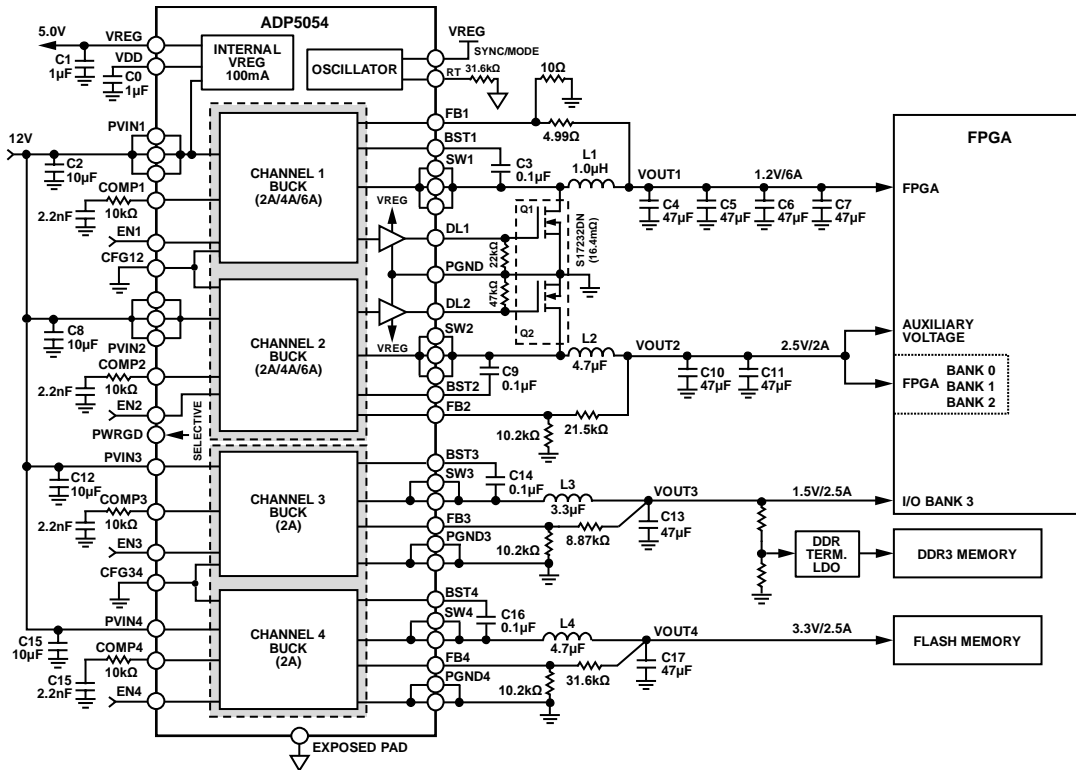 ADP5054
5.0V
VREG
C1
1µF
VDD
C0
1µF
INTERNAL
VREG
100mA
OSCILLATOR
VREG
SYNC/MODE
RT
31.6kΩ
10Ω
FB1
4.99Ω
BST1
PVIN1
12V
C2
10µF
COMP1
2.2nF
10kΩ
EN1
CFG12
CHANNEL 1
BUCK
(2A/4A/6A)
SW1
C3
0.1µF
L1
1.0µH
VOUT1
1.2V/6A
C4
47µF
C5
47µF
C6
47µF
C7
47µF
FPGA
FPGA
VREG
DL1
Q1
22kΩ
PGND
47kΩ
SI7232DN
(16.4mΩ)
DL2
Q2
VREG
C8
10µF
PVIN2
COMP2
2.2nF
10kΩ
EN2
PWRGD
SELECTIVE
CHANNEL 2
BUCK
(2A/4A/6A)
SW2
C9
0.1µF
BST2
FB2
L2
4.7µF
VOUT2
2.5V/2A
C10
47µF
C11
47µF
10.2kΩ
21.5kΩ
AUXILIARY
VOLTAGE
FPGA
BANK 0
BANK 1
BANK 2
PVIN3
C12
10µF
COMP3
2.2nF
10kΩ
EN3
CFG34
CHANNEL 3
BUCK
(2A)
BST3
SW3
C14
0.1µF
L3
3.3µF
VOUT3
1.5V/2.5A
I/O BANK 3
FB3
8.87kΩ
C13
47µF
PGND3
10.2kΩ
DDR
TERM.
LDO
DDR3 MEMORY
PVIN4
C15
10µF
COMP4
C15
2.2nF
10kΩ
EN4
CHANNEL 4
BUCK
(2A)
BST4
SW4
C16
0.1µF
L4
4.7µF
VOUT4
3.3V/2.5A
FLASH MEMORY
FB4
31.6kΩ
C17
47µF
PGND4
10.2kΩ
EXPOSED PAD